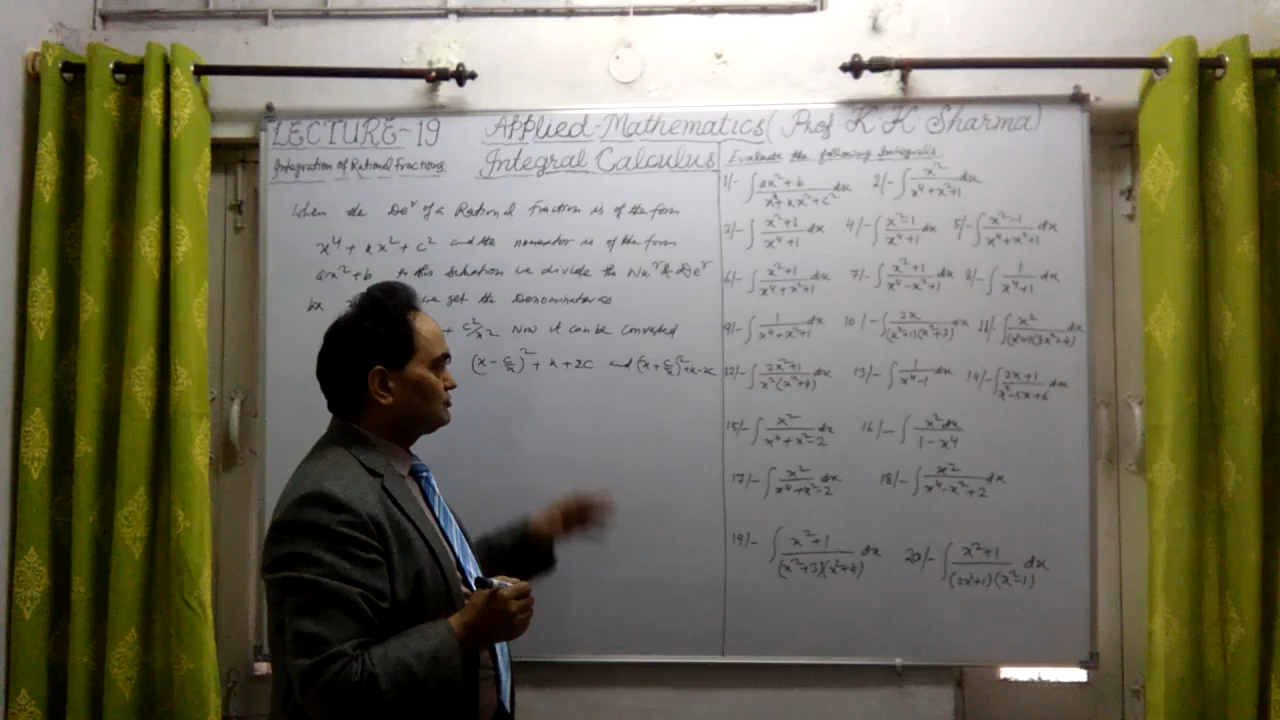 LECTURE-19 Applied-Mathematics ( Prof K. K. Sharma )
Integration of Rational Fractions: Integral Calculus
When the Deʳ of a Rational fraction is of the form
x⁴ + kx² + c² and the numerator is of the form
ax² + b In this situation we divide the Nuʳ & Deʳ
by we get the Denominator as
+ c²/x² Now it can be converted
(x - c/x)² + k + 2c and (x + c/x)² + k - 2c
Evaluate the following Integrals
1/- ∫ (ax² + b)/(x⁴ + kx² + c²) dx 2/- ∫ x²/(x⁴ + x² + 1) dx
3/- ∫ (x² + 1)/(x⁴ + 1) dx 4/- ∫ (x² - 1)/(x⁴ + 1) dx 5/- ∫ (x² - 1)/(x⁴ + x² + 1) dx
6/- ∫ (x² + 1)/(x⁴ + x² + 1) dx 7/- ∫ (x² + 1)/(x⁴ - x² + 1) dx 8/- ∫ 1/(x⁴ + 1) dx
9/- ∫ 1/(x⁴ + x² + 1) dx 10/- ∫ 2x/((x² + 1)(x² + 3)) dx 11/- ∫ x²/((x² + 1)(3x² + 4)) dx
12/- ∫ (2x² + 1)/(x²(x² + 4)) dx 13/- ∫ 1/(x⁴ - 1) dx 14/- ∫ (2x + 1)/(x² - 5x + 6) dx
15/- ∫ x²/(x⁴ + x² - 2) dx 16/- ∫ x² dx/(1 - x⁴)
17/- ∫ x²/(x⁴ + x² - 2) dx 18/- ∫ x²/(x⁴ - x² + 2) dx
19/- ∫ (x² + 1)/((x² + 3)(x² + 4)) dx 20/- ∫ (x² + 1)/((2x² + 1)(x² - 1)) dx